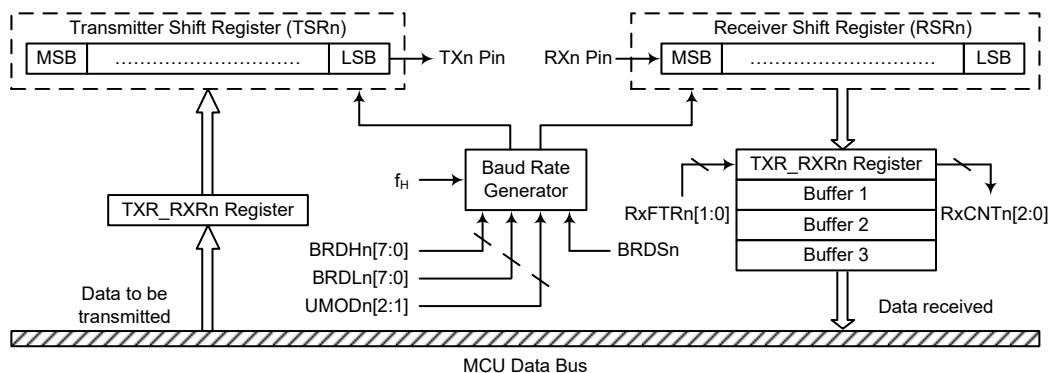 Transmitter Shift Register (TSRn)
MSB ............................ LSB
TXn Pin
RXn Pin
Receiver Shift Register (RSRn)
MSB ............................ LSB
Baud Rate
Generator
fH
BRDHn[7:0]
BRDLn[7:0]
UMODn[2:1]
BRDSn
TXR_RXRn Register
TXR_RXRn Register
Buffer 1
Buffer 2
Buffer 3
RxFTRn[1:0]
RxCNTn[2:0]
Data to be
transmitted
Data received
MCU Data Bus